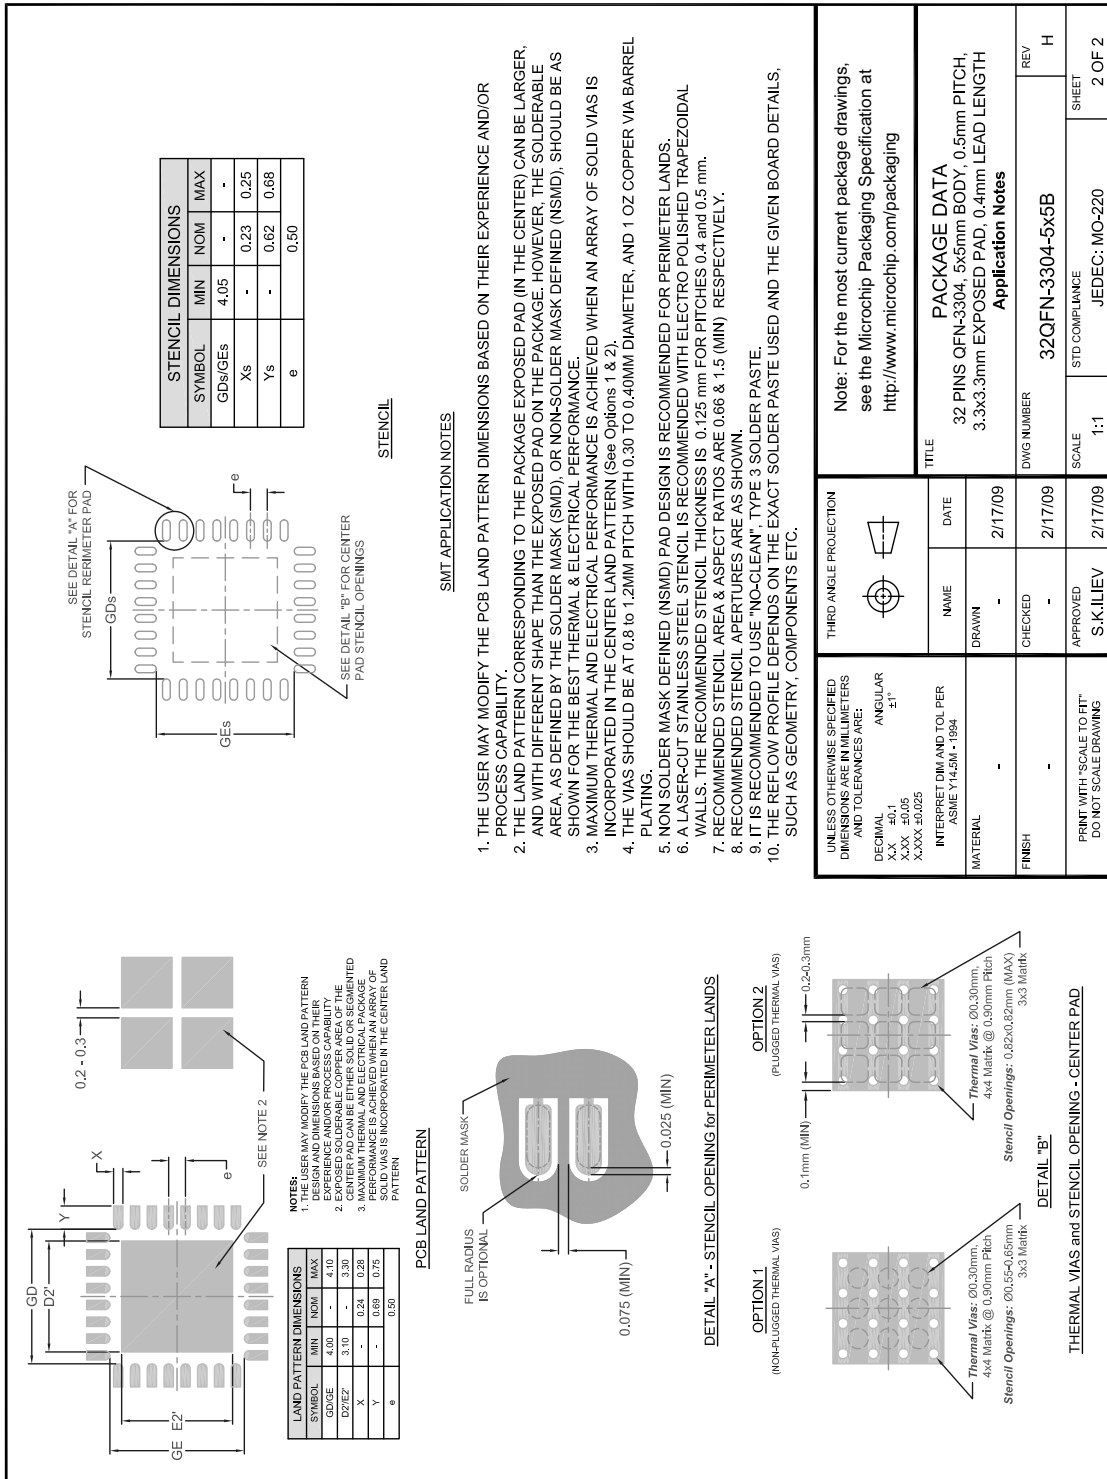 GD
D2'
X
Y
e
GE
E2'
0.2 - 0.3
SEE NOTE 2
LAND PATTERN DIMENSIONS
SYMBOL MIN NOM MAX
GD/GE 4.00 - 4.10
D2'/E2' 3.10 - 3.30
X - 0.24 0.28
Y - 0.69 0.75
e 0.50
NOTES:
1. THE USER MAY MODIFY THE PCB LAND PATTERN
DESIGN AND DIMENSIONS BASED ON THEIR
EXPERIENCE AND/OR PROCESS CAPABILITY
2. EXPOSED SOLDERABLE COPPER AREA OF THE
CENTER PAD CAN BE EITHER SOLID OR SEGMENTED
3. MAXIMUM THERMAL AND ELECTRICAL PACKAGE
PERFORMANCE IS ACHIEVED WHEN AN ARRAY OF
SOLID VIAS IS INCORPORATED IN THE CENTER LAND
PATTERN
PCB LAND PATTERN
FULL RADIUS
IS OPTIONAL
SOLDER MASK
0.075 (MIN)
0.025 (MIN)
DETAIL "A" - STENCIL OPENING for PERIMETER LANDS
OPTION 1
(NON-PLUGGED THERMAL VIAS)
Thermal Vias: Ø0.30mm,
4x4 Matrix @ 0.90mm Pitch
Stencil Openings: Ø0.55-0.65mm
3x3 Matrix
OPTION 2
(PLUGGED THERMAL VIAS)
0.1mm (MIN)
0.2-0.3mm
Thermal Vias: Ø0.30mm,
4x4 Matrix @ 0.90mm Pitch
Stencil Openings: 0.82x0.82mm (MAX)
3x3 Matrix
DETAIL "B"
THERMAL VIAS and STENCIL OPENING - CENTER PAD
SEE DETAIL "A" FOR
STENCIL RERIMETER PAD
GDs
GEs
e
SEE DETAIL "B" FOR CENTER
PAD STENCIL OPENINGS
STENCIL
STENCIL DIMENSIONS
SYMBOL MIN NOM MAX
GDs/GEs 4.05 - -
Xs - 0.23 0.25
Ys - 0.62 0.68
e 0.50
SMT APPLICATION NOTES
1. THE USER MAY MODIFY THE PCB LAND PATTERN DIMENSIONS BASED ON THEIR EXPERIENCE AND/OR
PROCESS CAPABILITY.
2. THE LAND PATTERN CORRESPONDING TO THE PACKAGE EXPOSED PAD (IN THE CENTER) CAN BE LARGER,
AND WITH DIFFERENT SHAPE THAN THE EXPOSED PAD ON THE PACKAGE. HOWEVER, THE SOLDERABLE
AREA, AS DEFINED BY THE SOLDER MASK (SMD), OR NON-SOLDER MASK DEFINED (NSMD), SHOULD BE AS
SHOWN FOR THE BEST THERMAL & ELECTRICAL PERFORMANCE.
3. MAXIMUM THERMAL AND ELECTRICAL PERFORMANCE IS ACHIEVED WHEN AN ARRAY OF SOLID VIAS IS
INCORPORATED IN THE CENTER LAND PATTERN (See Options 1 & 2).
4. THE VIAS SHOULD BE AT 0.8 to 1.2MM PITCH WITH 0.30 TO 0.40MM DIAMETER, AND 1 OZ COPPER VIA BARREL
PLATING.
5. NON SOLDER MASK DEFINED (NSMD) PAD DESIGN IS RECOMMENDED FOR PERIMETER LANDS.
6. A LASER-CUT STAINLESS STEEL STENCIL IS RECOMMENDED WITH ELECTRO POLISHED TRAPEZOIDAL
WALLS. THE RECOMMENDED STENCIL THICKNESS IS 0.125 mm FOR PITCHES 0.4 and 0.5 mm.
7. RECOMMENDED STENCIL AREA & ASPECT RATIOS ARE 0.66 & 1.5 (MIN) RESPECTIVELY.
8. RECOMMENDED STENCIL APERTURES ARE AS SHOWN.
9. IT IS RECOMMENDED TO USE "NO-CLEAN", TYPE 3 SOLDER PASTE.
10. THE REFLOW PROFILE DEPENDS ON THE EXACT SOLDER PASTE USED AND THE GIVEN BOARD DETAILS,
SUCH AS GEOMETRY, COMPONENTS ETC.
UNLESS OTHERWISE SPECIFIED
DIMENSIONS ARE IN MILLIMETERS
AND TOLERANCES ARE:
DECIMAL ANGULAR
X.X ±0.1 ±1°
X.XX ±0.05
X.XXX ±0.025
INTERPRET DIM AND TOL PER
ASME Y14.5M - 1994
MATERIAL
-
FINISH
-
PRINT WITH "SCALE TO FIT"
DO NOT SCALE DRAWING
THIRD ANGLE PROJECTION
NAME DATE
DRAWN
- 2/17/09
CHECKED
- 2/17/09
APPROVED
S.K.ILIEV 2/17/09
Note: For the most current package drawings,
see the Microchip Packaging Specification at
http://www.microchip.com/packaging
TITLE
PACKAGE DATA
32 PINS QFN-3304, 5x5mm BODY, 0.5mm PITCH,
3.3x3.3mm EXPOSED PAD, 0.4mm LEAD LENGTH
Application Notes
DWG NUMBER
32QFN-3304-5x5B
REV
H
SCALE
1:1
STD COMPLIANCE
JEDEC: MO-220
SHEET
2 OF 2